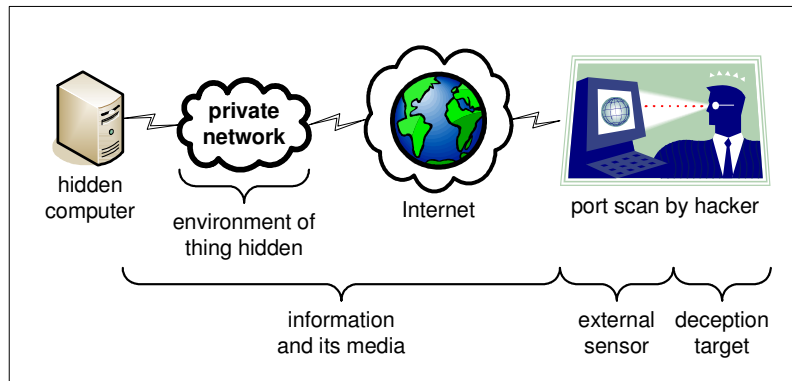 private
network
hidden
computer
environment of
thing hidden
Internet
port scan by hacker
information
and its media
external
sensor
deception
target